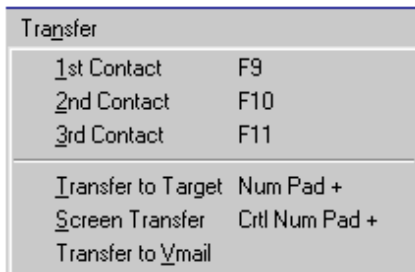 Transfer
1st Contact F9
2nd Contact F10
3rd Contact F11
Transfer to Target Num Pad +
Screen Transfer Crtl Num Pad +
Transfer to Vmail